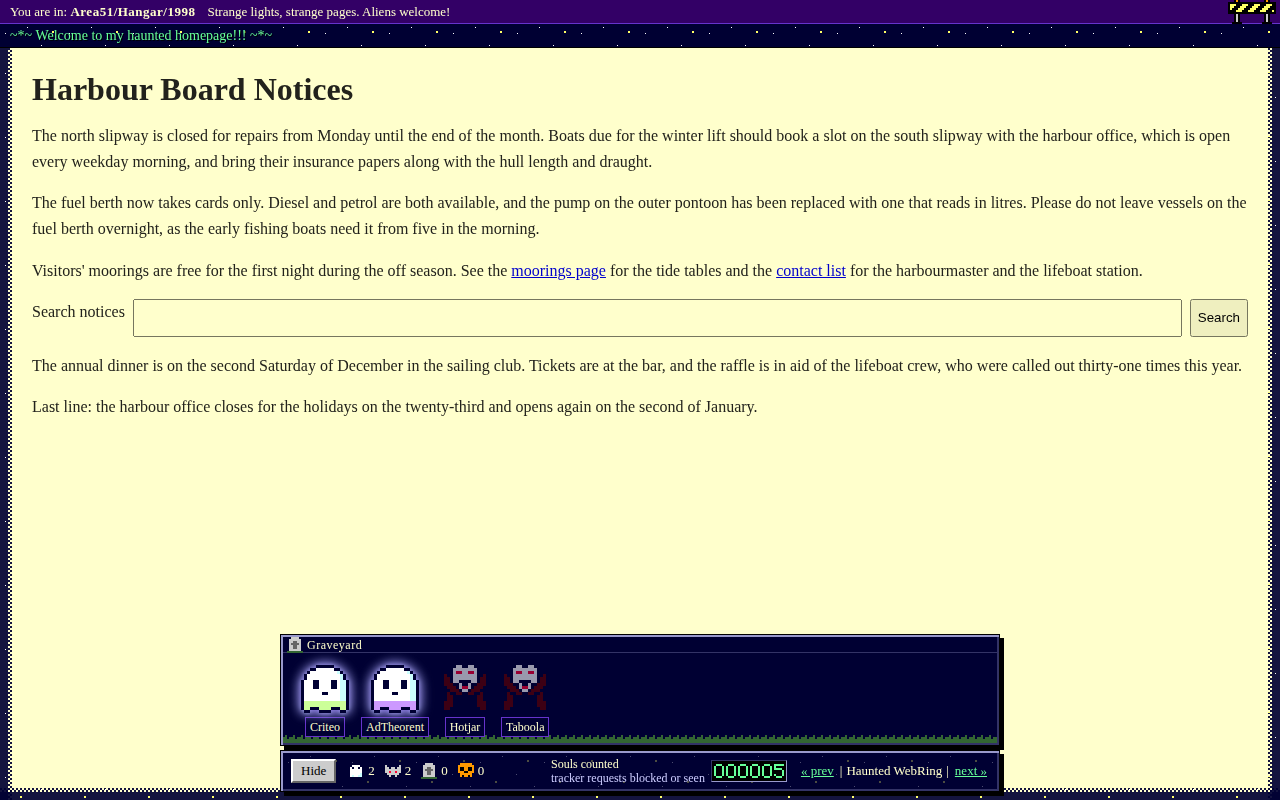 You are in: Area51/Hangar/1998 Strange lights, strange pages. Aliens welcome!
~*~ Welcome to my haunted homepage!!! ~*~
Harbour Board Notices
The north slipway is closed for repairs from Monday until the end of the month. Boats due for the winter lift should book a slot on the south slipway with the harbour office, which is open
every weekday morning, and bring their insurance papers along with the hull length and draught.
The fuel berth now takes cards only. Diesel and petrol are both available, and the pump on the outer pontoon has been replaced with one that reads in litres. Please do not leave vessels on the
fuel berth overnight, as the early fishing boats need it from five in the morning.
Visitors' moorings are free for the first night during the off season. See the moorings page for the tide tables and the contact list for the harbourmaster and the lifeboat station.
Search notices Search
The annual dinner is on the second Saturday of December in the sailing club. Tickets are at the bar, and the raffle is in aid of the lifeboat crew, who were called out thirty-one times this year.
Last line: the harbour office closes for the holidays on the twenty-third and opens again on the second of January.
Graveyard
Criteo AdTheorent Hotjar Taboola
Hide 2 2 0 0
Souls counted
tracker requests blocked or seen
000005
« prev | Haunted WebRing | next »